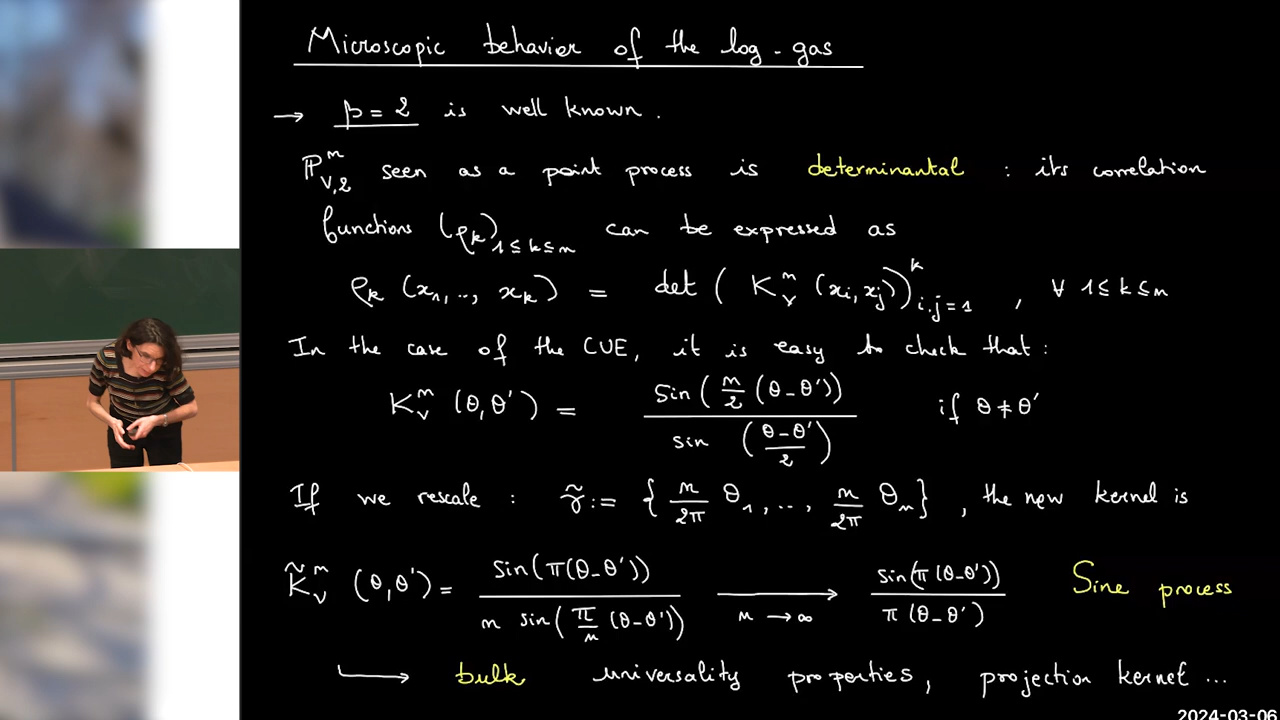 Microscopic behavior of the log-gas
→ β = 2 is well known.
ℙ^n_{V,2} seen as a point process is determinantal : its correlation
functions (ρ_k)_{1≤k≤n} can be expressed as
ρ_k (x_1,.., x_k) = det ( K^n_V (x_i, x_j))^k_{i,j=1} , ∀ 1≤k≤n
In the case of the CUE, it is easy to check that :
K^n_V (θ,θ') = sin( n/2 (θ-θ')) / sin ((θ-θ')/2) if θ≠θ'
If we rescale : γ̃ := { n/2π θ_1, .., n/2π θ_n} , the new kernel is
K̃^n_V (θ,θ') = sin(π(θ-θ')) / n sin( π/n (θ-θ')) ⟶ n→∞ sin(π(θ-θ')) / π(θ-θ') Sine process
↳ bulk universality properties, projection kernel ...
2024-03-06